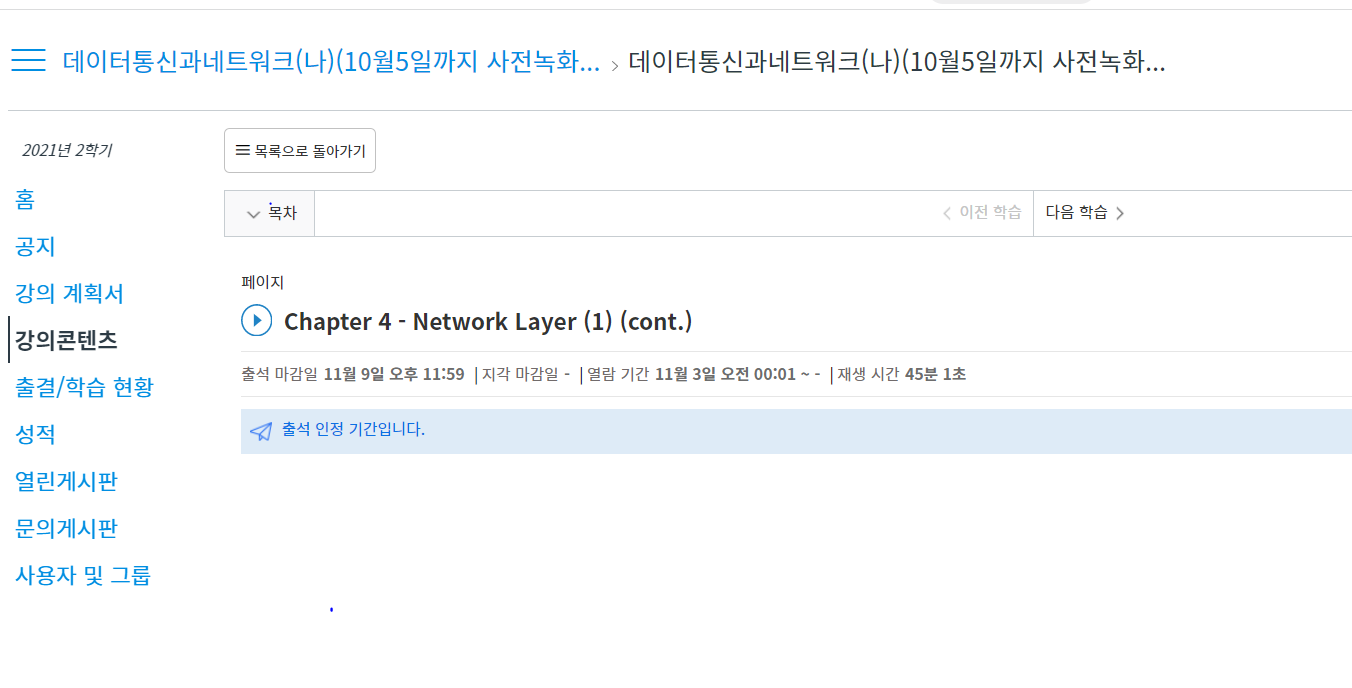 데이터통신과네트워크(나)(10월5일까지 사전녹화... > 데이터통신과네트워크(나)(10월5일까지 사전녹화...
2021년 2학기
홈
공지
강의 계획서
강의콘텐츠
출결/학습 현황
성적
열린게시판
문의게시판
사용자 및 그룹
목록으로 돌아가기
목차
이전 학습
다음 학습
페이지
Chapter 4 - Network Layer (1) (cont.)
출석 마감일 11월 9일 오후 11:59 | 지각 마감일 - | 열람 기간 11월 3일 오전 00:01 ~ - | 재생 시간 45분 1초
출석 인정 기간입니다.